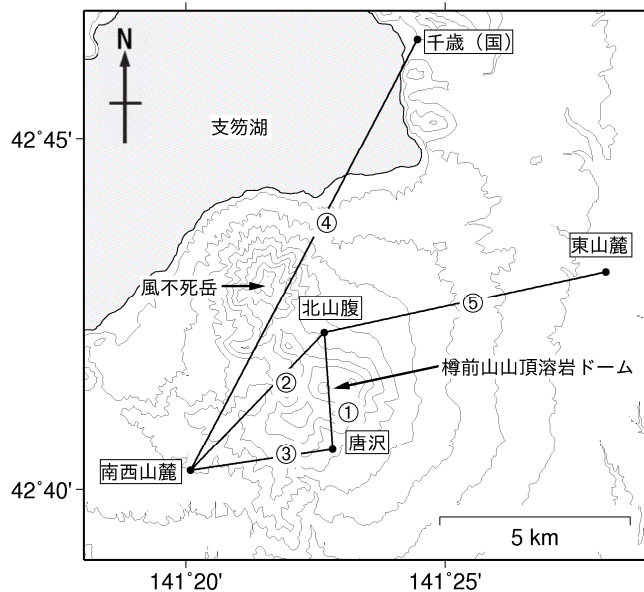 N
千歳（国）
支笏湖
42°45'
④
東山麓
風不死岳
北山腹
⑤
②
樽前山山頂溶岩ドーム
①
唐沢
③
南西山麓
42°40'
5 km
141°20'
141°25'